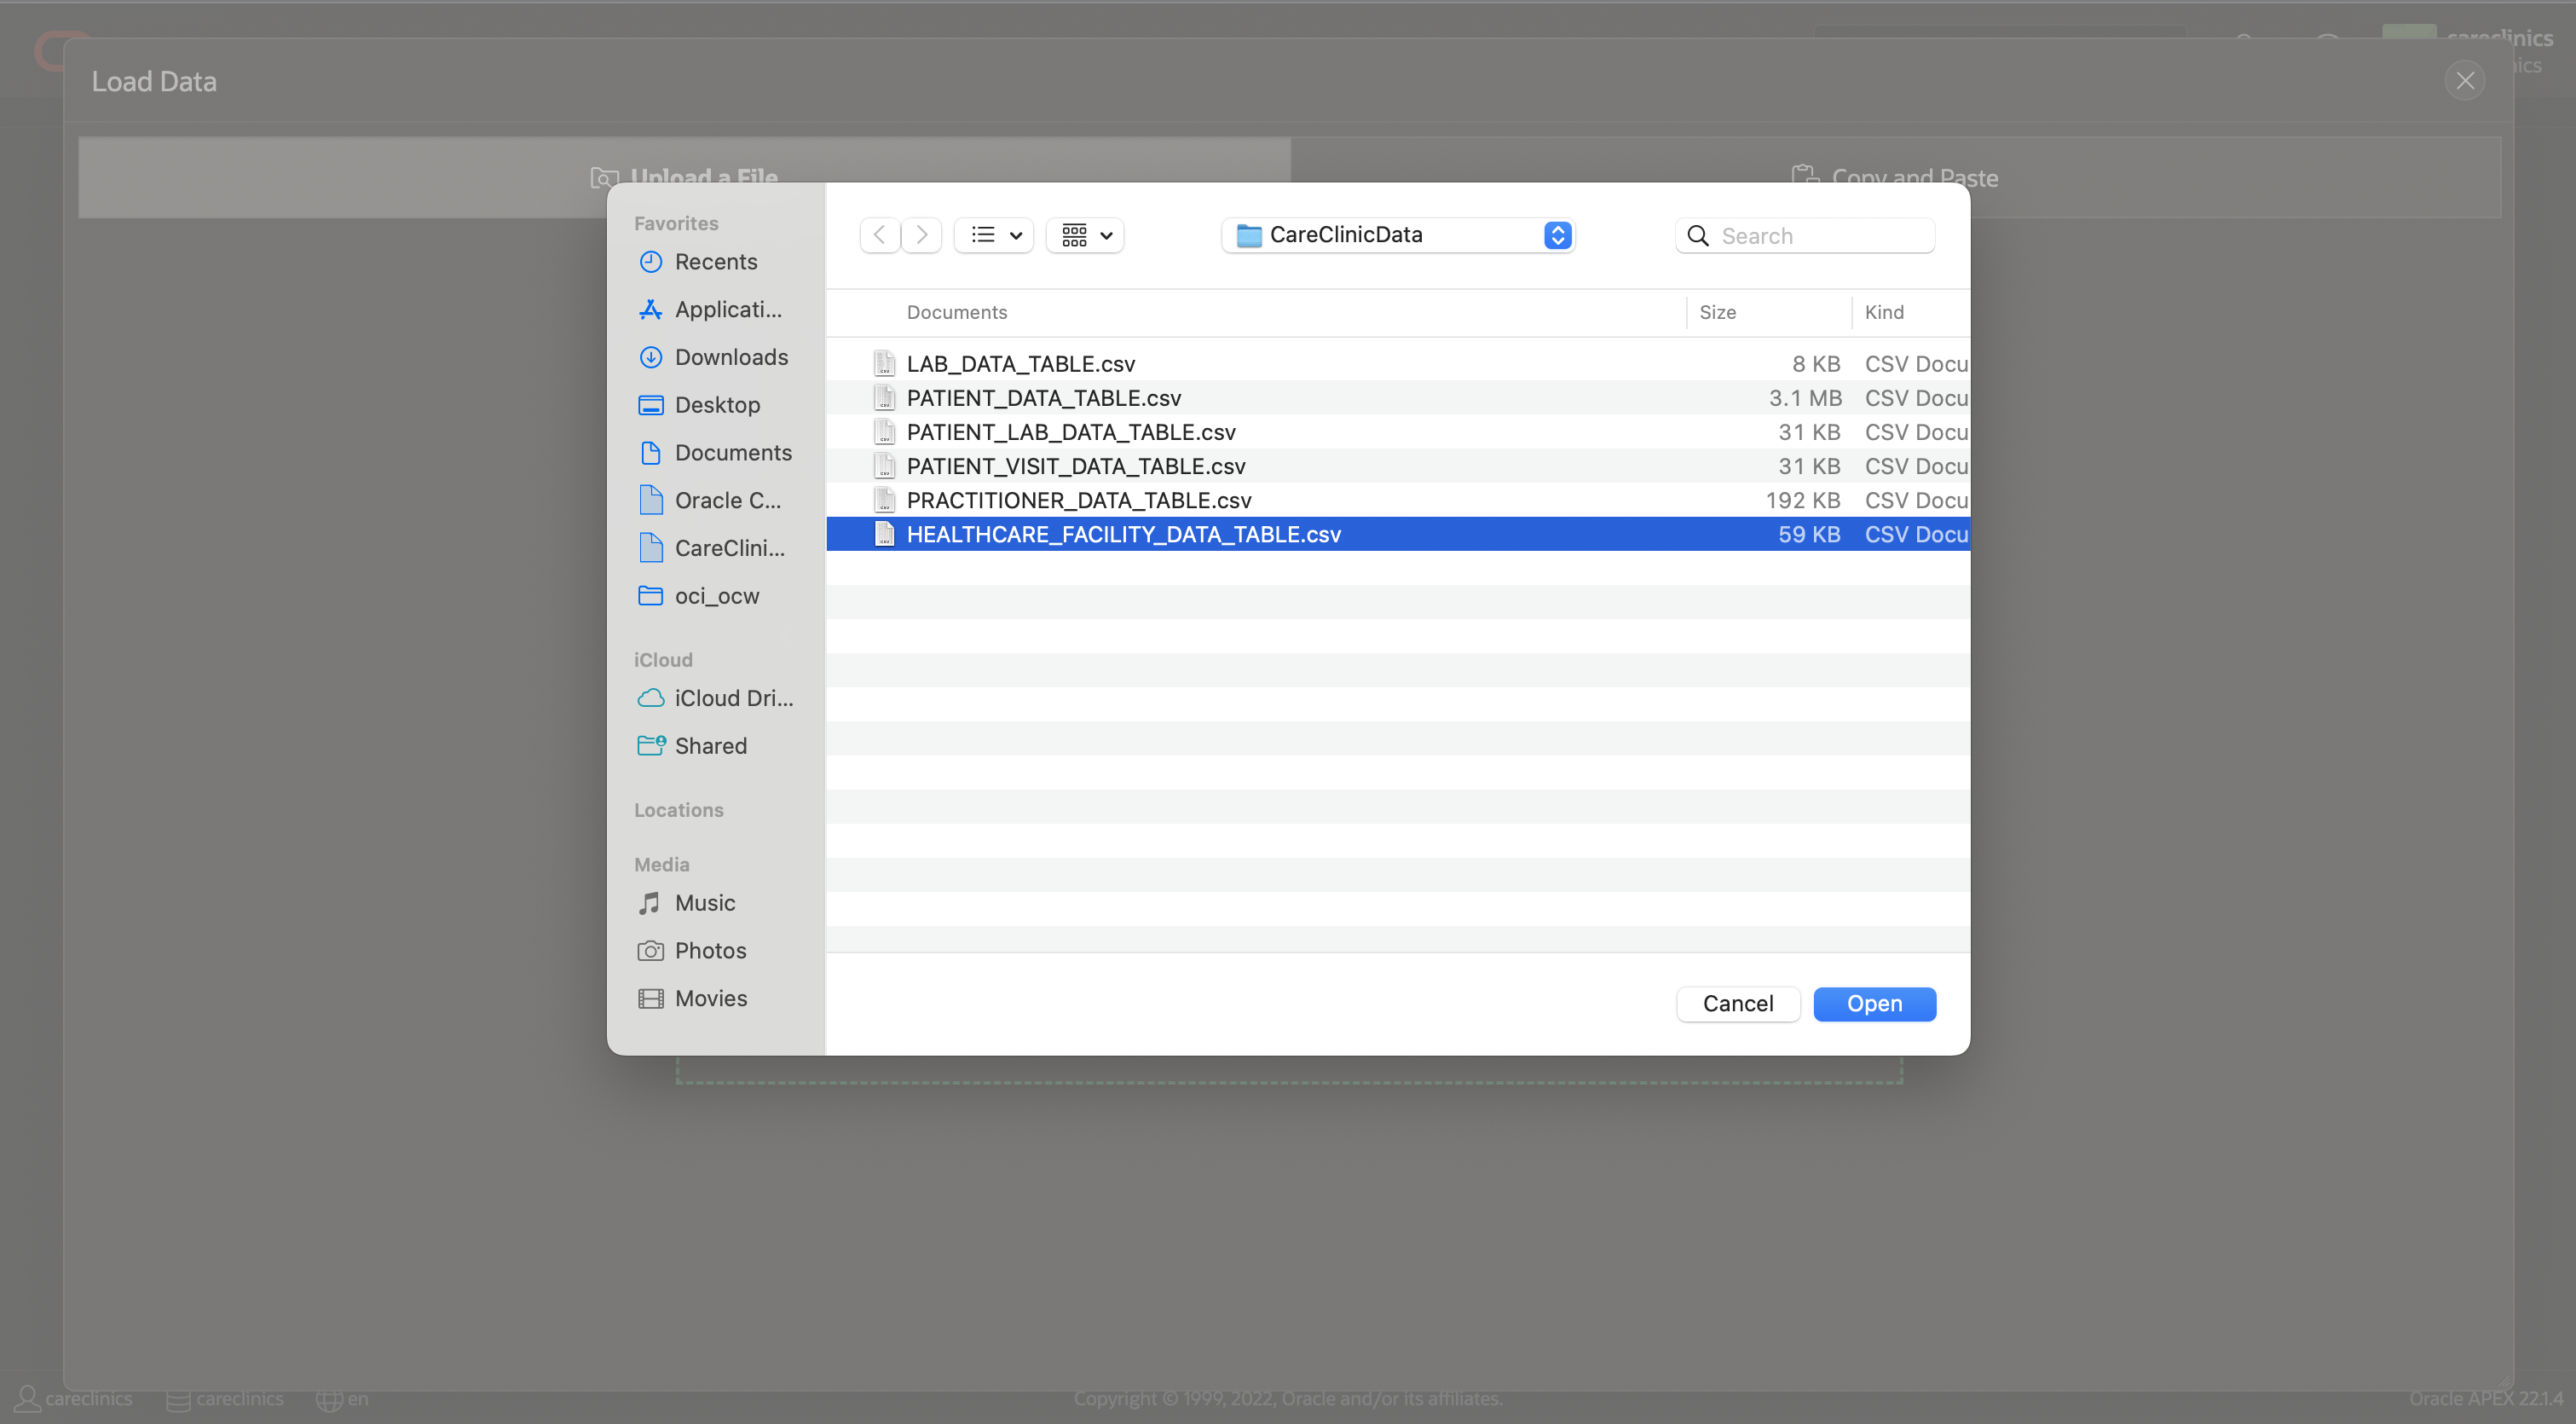 careclinics
Load Data
Upload a File
Copy and Paste
Favorites
Recents
Applicati...
Downloads
Desktop
Documents
Oracle C...
CareClini...
oci_ocw
iCloud
iCloud Dri...
Shared
Locations
Media
Music
Photos
Movies
CareClinicData
Search
Documents Size Kind
LAB_DATA_TABLE.csv 8 KB CSV Docu
PATIENT_DATA_TABLE.csv 3.1 MB CSV Docu
PATIENT_LAB_DATA_TABLE.csv 31 KB CSV Docu
PATIENT_VISIT_DATA_TABLE.csv 31 KB CSV Docu
PRACTITIONER_DATA_TABLE.csv 192 KB CSV Docu
HEALTHCARE_FACILITY_DATA_TABLE.csv 59 KB CSV Docu
Cancel Open
careclinics careclinics en
Copyright © 1999, 2022, Oracle and/or its affiliates.
Oracle APEX 22.1.4